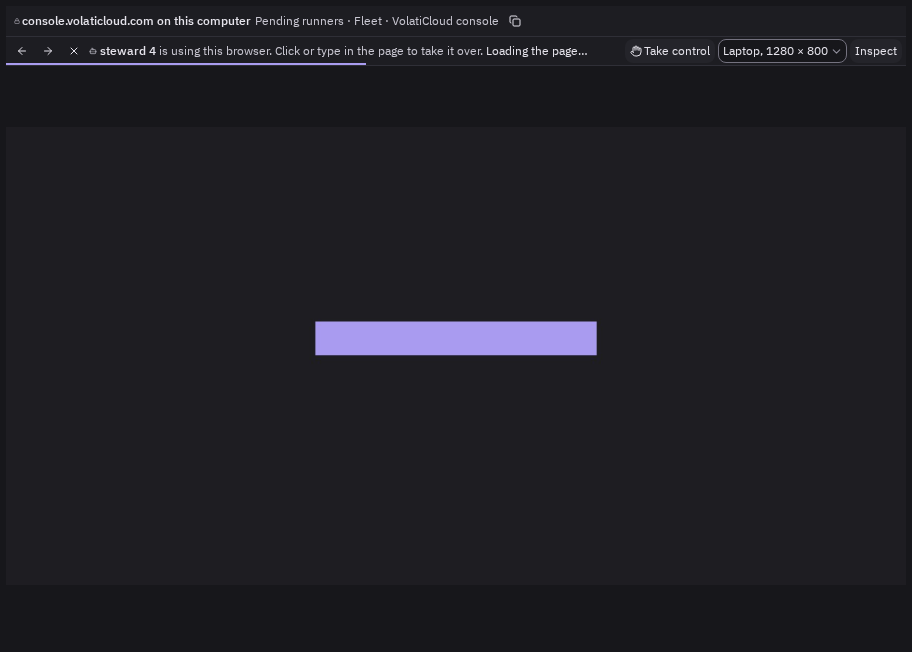 console.volaticloud.com on this computer Pending runners · Fleet · VolatiCloud console
steward 4 is using this browser. Click or type in the page to take it over. Loading the page... Take control Laptop, 1280 × 800 Inspect